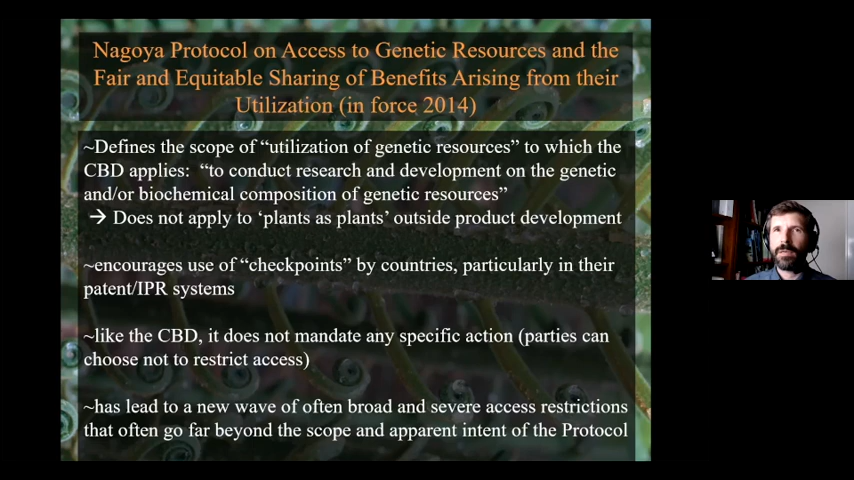 Nagoya Protocol on Access to Genetic Resources and the
Fair and Equitable Sharing of Benefits Arising from their
Utilization (in force 2014)
~Defines the scope of “utilization of genetic resources” to which the
CBD applies:  “to conduct research and development on the genetic
and/or biochemical composition of genetic resources”
→ Does not apply to ‘plants as plants’ outside product development
~encourages use of “checkpoints” by countries, particularly in their
patent/IPR systems
~like the CBD, it does not mandate any specific action (parties can
choose not to restrict access)
~has lead to a new wave of often broad and severe access restrictions
that often go far beyond the scope and apparent intent of the Protocol